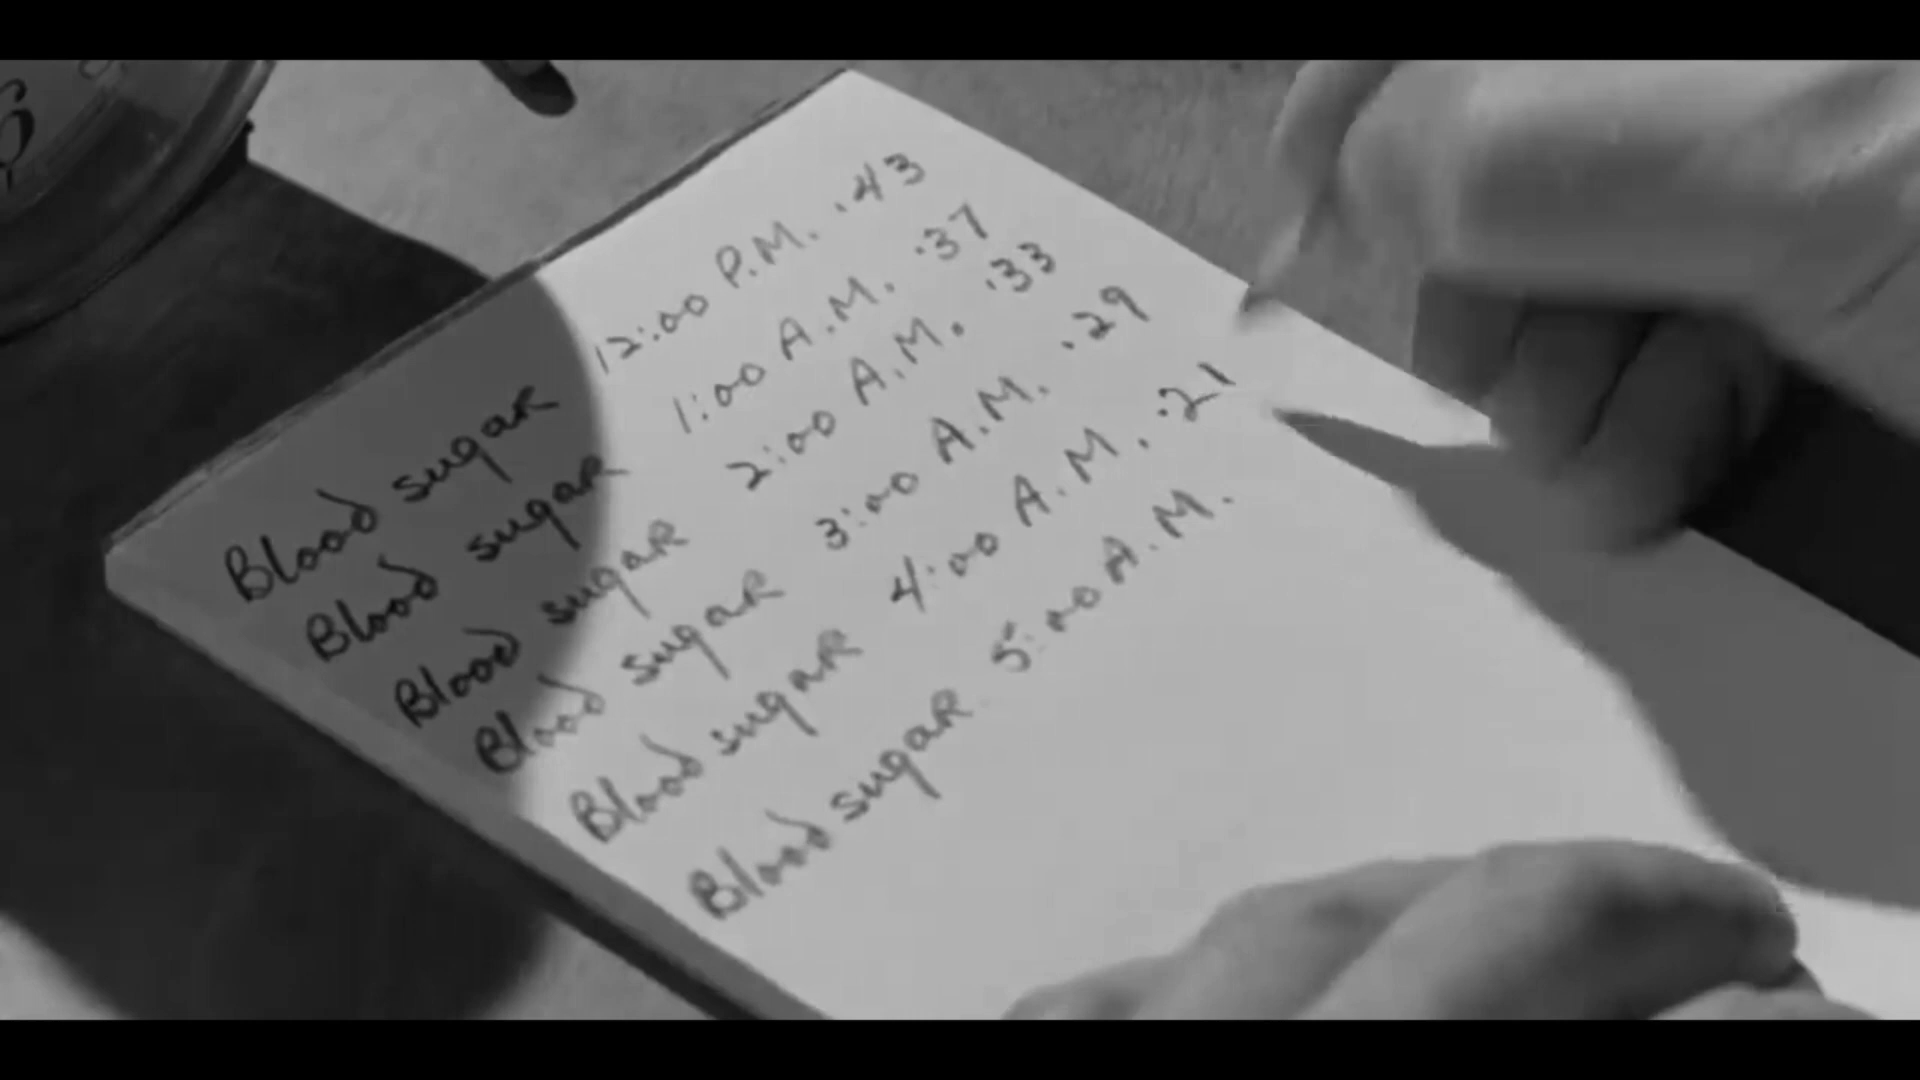 6
Blood sugar 12:00 P.M. .43
Blood sugar 1:00 A.M. .37
Blood sugar 2:00 A.M. .33
Blood sugar 3:00 A.M. .29
Blood sugar 4:00 A.M. .21
Blood sugar 5:00 A.M.